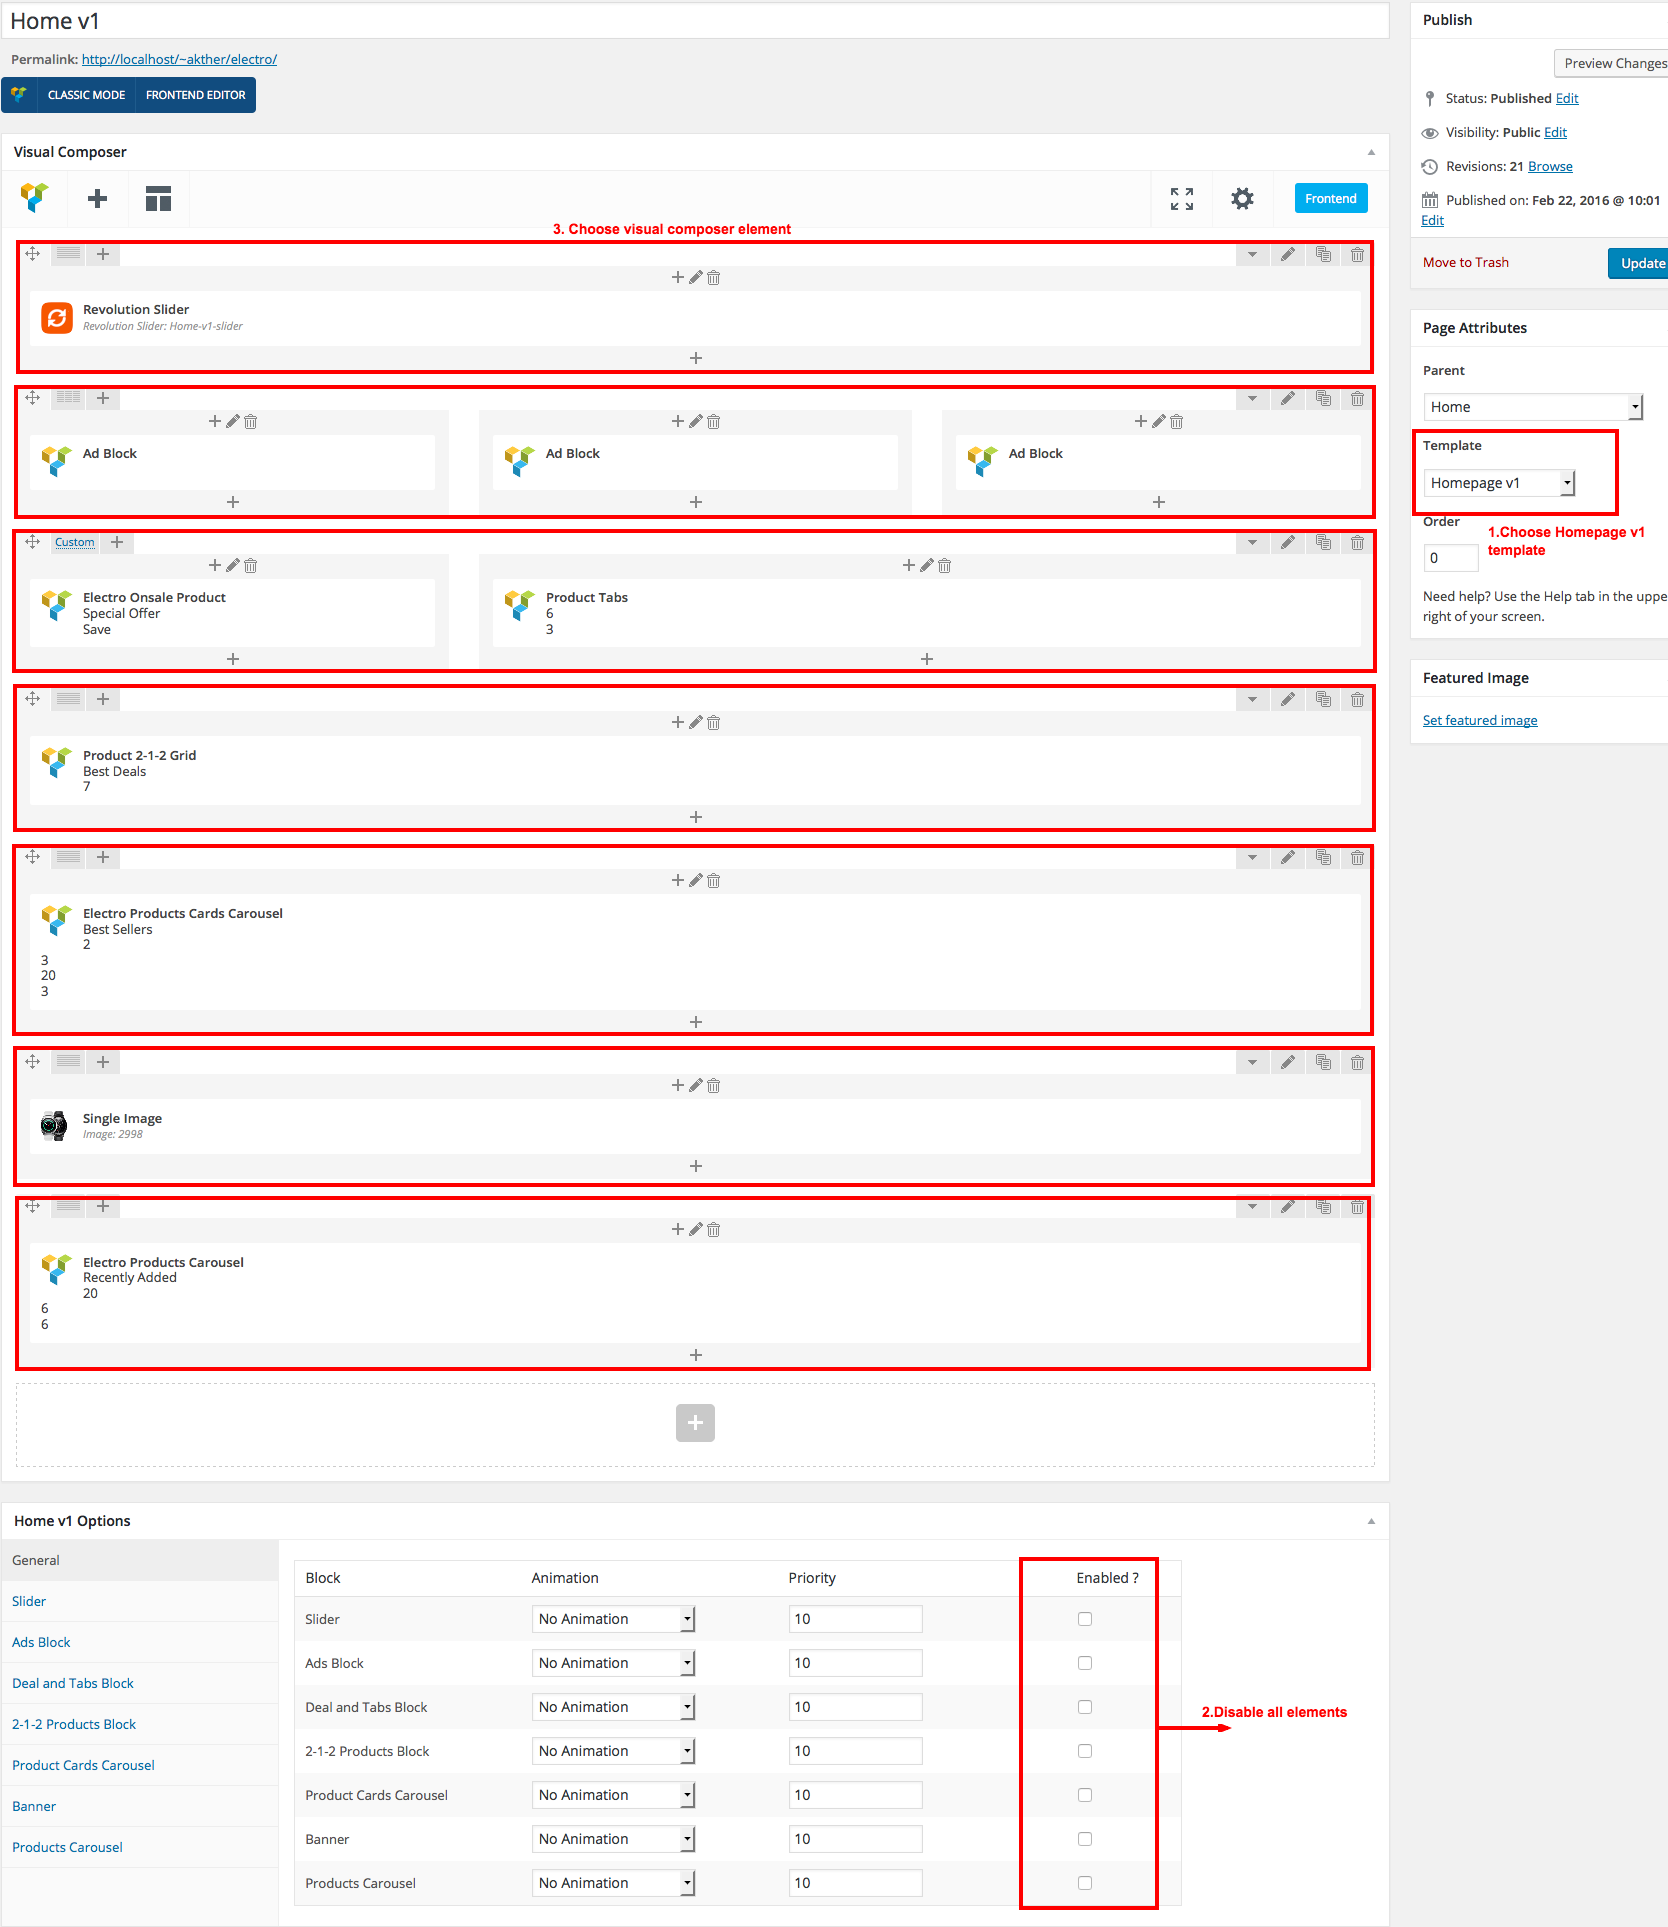 Home v1
Permalink: http://localhost/~akther/electro/
CLASSIC MODE FRONTEND EDITOR
Visual Composer
Frontend
3. Choose visual composer element
Revolution Slider
Revolution Slider: Home-v1-slider
Ad Block Ad Block Ad Block
Custom
Electro Onsale Product
Special Offer
Save
Product Tabs
6
3
Product 2-1-2 Grid
Best Deals
7
Electro Products Cards Carousel
Best Sellers
2
3
20
3
Single Image
Image: 2998
Electro Products Carousel
Recently Added
20
6
6
Home v1 Options
General
Slider
Ads Block
Deal and Tabs Block
2-1-2 Products Block
Product Cards Carousel
Banner
Products Carousel
Block Animation Priority Enabled ?
Slider No Animation 10
Ads Block No Animation 10
Deal and Tabs Block No Animation 10
2-1-2 Products Block No Animation 10
Product Cards Carousel No Animation 10
Banner No Animation 10
Products Carousel No Animation 10
2.Disable all elements
Publish
Preview Changes
Status: Published Edit
Visibility: Public Edit
Revisions: 21 Browse
Published on: Feb 22, 2016 @ 10:01
Edit
Move to Trash Update
Page Attributes
Parent
Home
Template
Homepage v1
Order
0
1.Choose Homepage v1
template
Need help? Use the Help tab in the uppe
right of your screen.
Featured Image
Set featured image